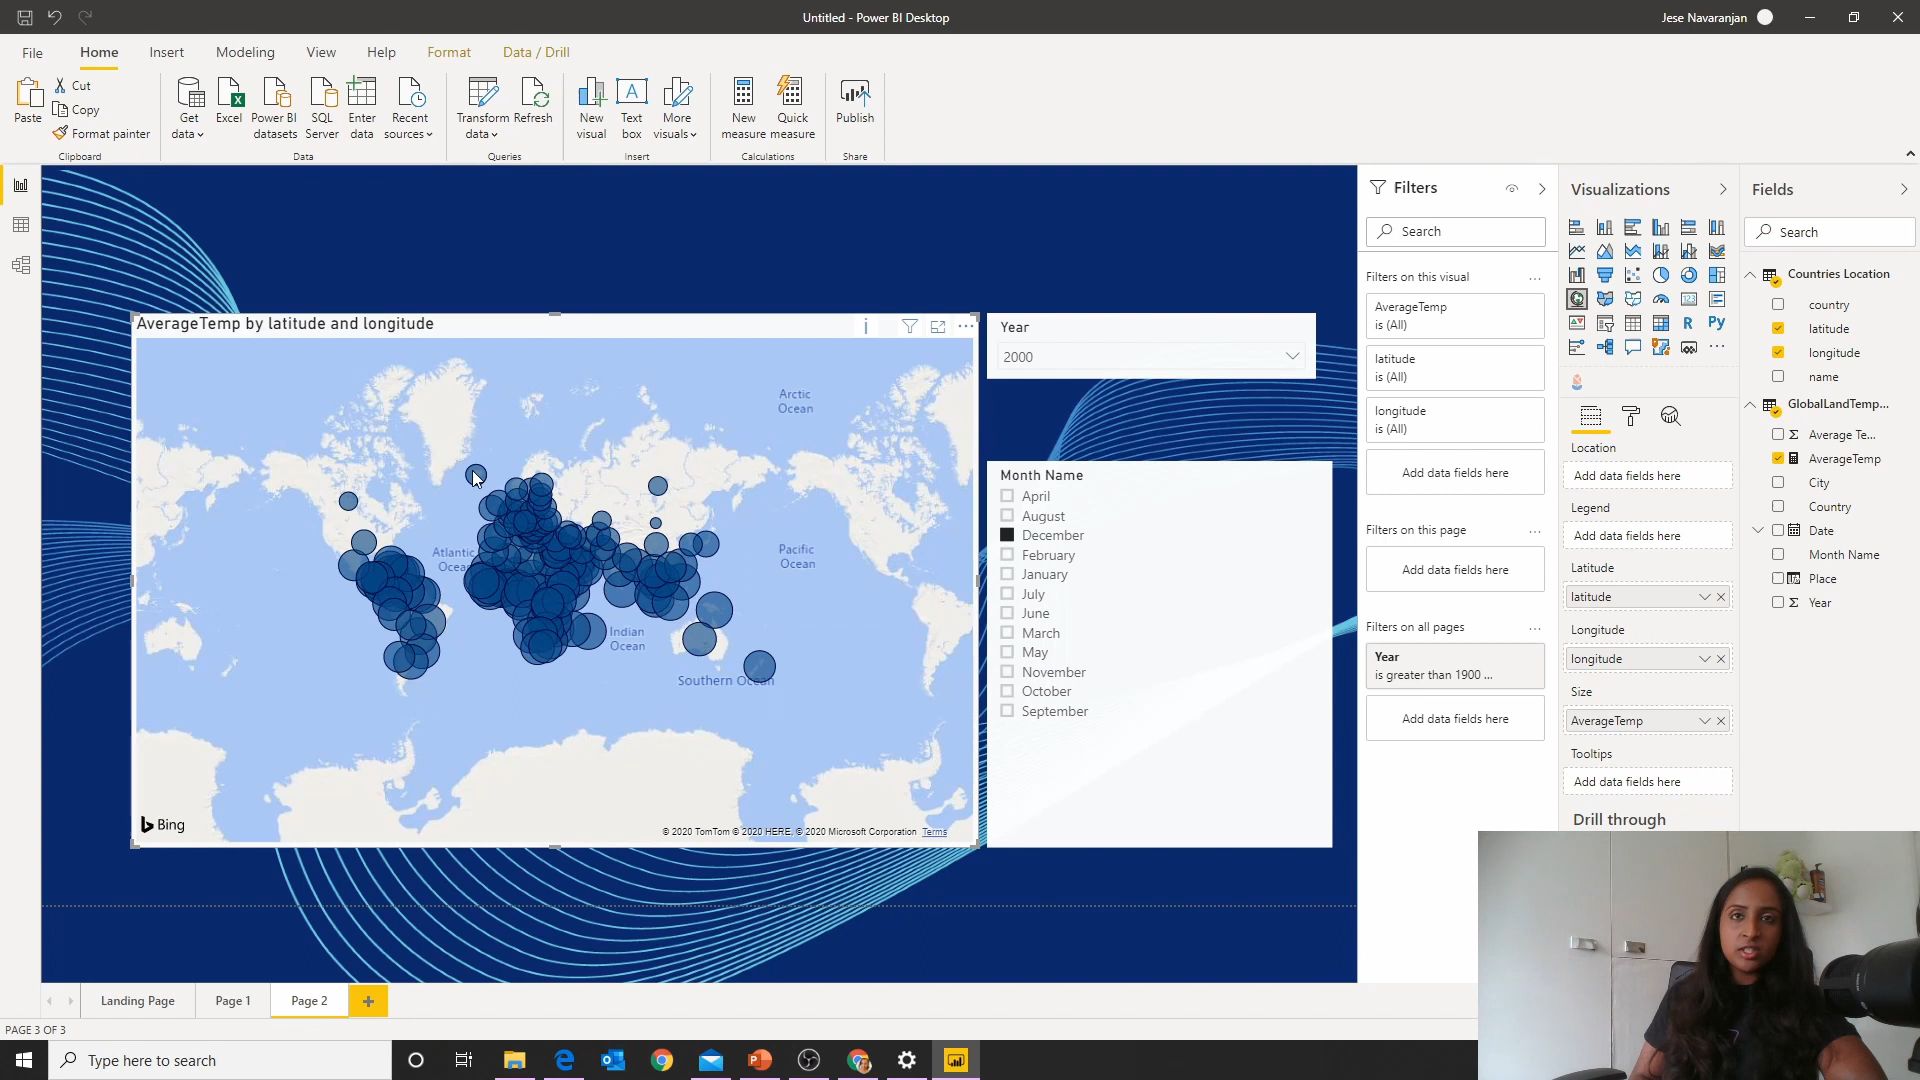 Untitled - Power BI Desktop
Jese Navaranjan
File Home Insert Modeling View Help Format Data / Drill
Paste
Cut
Copy
Format painter
Clipboard
Get data
Excel
Power BI datasets
SQL Server
Enter data
Recent sources
Data
Transform data
Refresh
Queries
New visual
Text box
More visuals
Insert
New measure
Quick measure
Calculations
Publish
Share
AverageTemp by latitude and longitude
Arctic Ocean
Atlantic
Pacific Ocean
Indian Ocean
Southern Ocean
Bing
© 2020 TomTom © 2020 HERE, © 2020 Microsoft Corporation Terms
Year
2000
Month Name
April
August
December
February
January
July
June
March
May
November
October
September
Filters
Search
Filters on this visual ...
AverageTemp
is (All)
latitude
is (All)
longitude
is (All)
Add data fields here
Filters on this page ...
Add data fields here
Filters on all pages ...
Year
is greater than 1900 ...
Add data fields here
Visualizations
R Py
123
...
Location
Add data fields here
Legend
Add data fields here
Latitude
latitude
Longitude
longitude
Size
AverageTemp
Tooltips
Add data fields here
Drill through
Fields
Search
Countries Location
country
latitude
longitude
name
GlobalLandTemp...
Σ Average Te...
AverageTemp
City
Country
Date
Month Name
Place
Σ Year
Landing Page
Page 1
Page 2
+
PAGE 3 OF 3
Type here to search